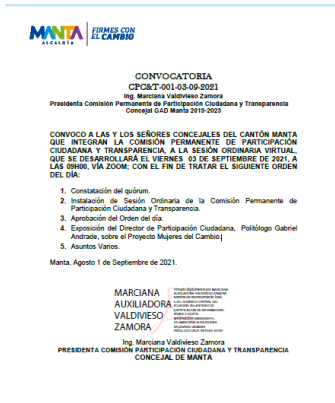 MANTA
ALCALDÍA
FIRMES CON
EL CAMBIO
CONVOCATORIA
CPC&T-001-03-09-2021
Ing. Marciana Valdivieso Zamora
Presidenta Comisión Permanente de Participación Ciudadana y Transparencia
Concejal GAD Manta 2019-2023
CONVOCO A LAS Y LOS SEÑORES CONCEJALES DEL CANTÓN MANTA
QUE INTEGRAN LA COMISIÓN PERMANENTE DE PARTICIPACIÓN
CIUDADANA Y TRANSPARENCIA, A LA SESIÓN ORDINARIA VIRTUAL,
QUE SE DESARROLLARÁ EL VIERNES 03 DE SEPTIEMBRE DE 2021, A
LAS 09H00, VÍA ZOOM; CON EL FIN DE TRATAR EL SIGUIENTE ORDEN
DEL DÍA:
1. Constatación del quórum.
2. Instalación de Sesión Ordinaria de la Comisión Permanente de
Participación Ciudadana y Transparencia.
3. Aprobación del Orden del día.
4. Exposición del Director de Participación Ciudadana, Politólogo Gabriel
Andrade, sobre el Proyecto Mujeres del Cambio.
5. Asuntos Varios.
Manta, Agosto 1 de Septiembre de 2021.
MARCIANA
AUXILIADORA
VALDIVIESO
ZAMORA
Ing. Marciana Valdivieso Zamora
PRESIDENTA COMISIÓN PARTICIPACIÓN CIUDADANA Y TRANSPARENCIA
CONCEJAL DE MANTA